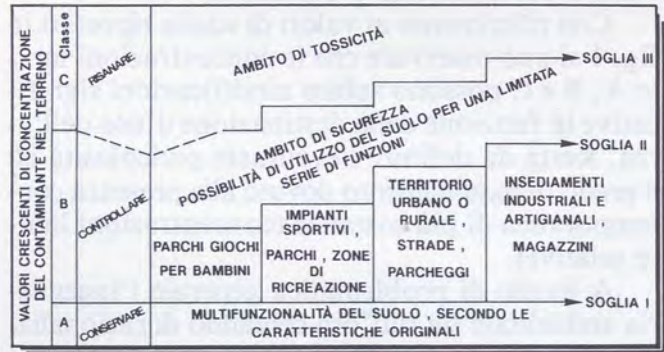 VALORI CRESCENTI DI CONCENTRAZIONE
DEL CONTAMINANTE NEL TERRENO
Classe
C
RISANARE
AMBITO DI TOSSICITÀ
SOGLIA III
AMBITO DI SICUREZZA
POSSIBILITÀ DI UTILIZZO DEL SUOLO PER UNA LIMITATA
SERIE DI FUNZIONI
SOGLIA II
B
CONTROLLARE
PARCHI GIOCHI
PER BAMBINI
IMPIANTI
SPORTIVI,
PARCHI, ZONE
DI
RICREAZIONE
TERRITORIO
URBANO O
RURALE,
STRADE,
PARCHEGGI
INSEDIAMENTI
INDUSTRIALI E
ARTIGIANALI
MAGAZZINI
SOGLIA I
CONSERVARE
MULTIFUNZIONALITÀ DEL SUOLO, SECONDO LE
CARATTERISTICHE ORIGINALI